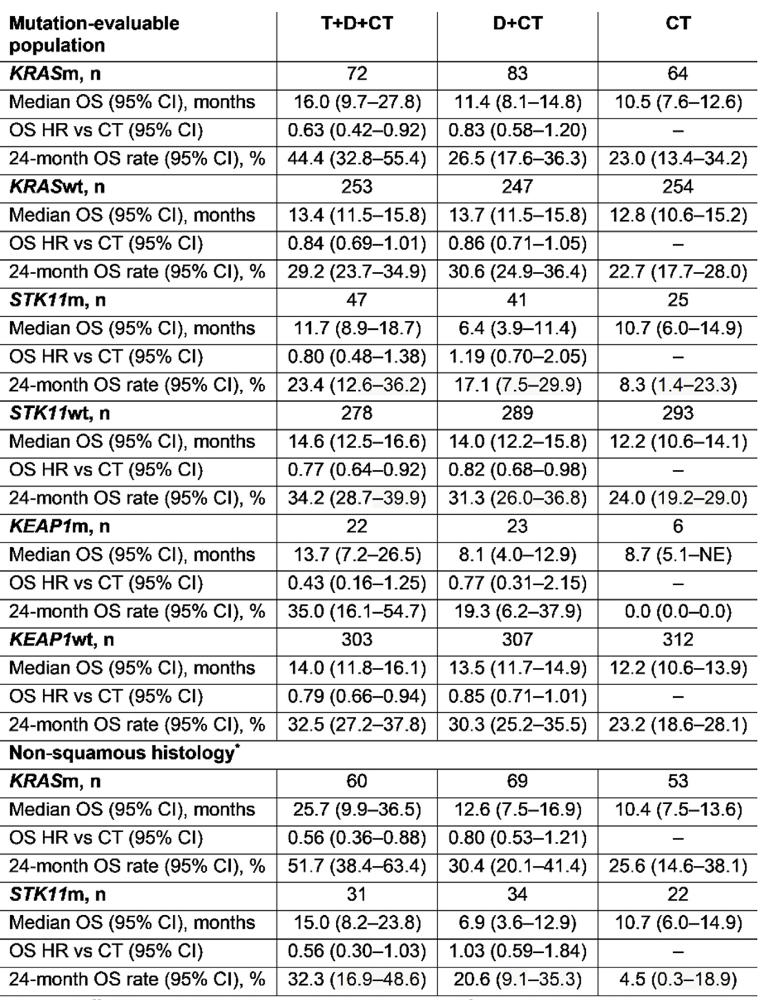 Mutation-evaluable population T+D+CT D+CT CT
KRASm, n 72 83 64
Median OS (95% CI), months 16.0 (9.7–27.8) 11.4 (8.1–14.8) 10.5 (7.6–12.6)
OS HR vs CT (95% CI) 0.63 (0.42–0.92) 0.83 (0.58–1.20) –
24-month OS rate (95% CI), % 44.4 (32.8–55.4) 26.5 (17.6–36.3) 23.0 (13.4–34.2)
KRASwt, n 253 247 254
Median OS (95% CI), months 13.4 (11.5–15.8) 13.7 (11.5–15.8) 12.8 (10.6–15.2)
OS HR vs CT (95% CI) 0.84 (0.69–1.01) 0.86 (0.71–1.05) –
24-month OS rate (95% CI), % 29.2 (23.7–34.9) 30.6 (24.9–36.4) 22.7 (17.7–28.0)
STK11m, n 47 41 25
Median OS (95% CI), months 11.7 (8.9–18.7) 6.4 (3.9–11.4) 10.7 (6.0–14.9)
OS HR vs CT (95% CI) 0.80 (0.48–1.38) 1.19 (0.70–2.05) –
24-month OS rate (95% CI), % 23.4 (12.6–36.2) 17.1 (7.5–29.9) 8.3 (1.4–23.3)
STK11wt, n 278 289 293
Median OS (95% CI), months 14.6 (12.5–16.6) 14.0 (12.2–15.8) 12.2 (10.6–14.1)
OS HR vs CT (95% CI) 0.77 (0.64–0.92) 0.82 (0.68–0.98) –
24-month OS rate (95% CI), % 34.2 (28.7–39.9) 31.3 (26.0–36.8) 24.0 (19.2–29.0)
KEAP1m, n 22 23 6
Median OS (95% CI), months 13.7 (7.2–26.5) 8.1 (4.0–12.9) 8.7 (5.1–NE)
OS HR vs CT (95% CI) 0.43 (0.16–1.25) 0.77 (0.31–2.15) –
24-month OS rate (95% CI), % 35.0 (16.1–54.7) 19.3 (6.2–37.9) 0.0 (0.0–0.0)
KEAP1wt, n 303 307 312
Median OS (95% CI), months 14.0 (11.8–16.1) 13.5 (11.7–14.9) 12.2 (10.6–13.9)
OS HR vs CT (95% CI) 0.79 (0.66–0.94) 0.85 (0.71–1.01) –
24-month OS rate (95% CI), % 32.5 (27.2–37.8) 30.3 (25.2–35.5) 23.2 (18.6–28.1)
Non-squamous histology*
KRASm, n 60 69 53
Median OS (95% CI), months 25.7 (9.9–36.5) 12.6 (7.5–16.9) 10.4 (7.5–13.6)
OS HR vs CT (95% CI) 0.56 (0.36–0.88) 0.80 (0.53–1.21) –
24-month OS rate (95% CI), % 51.7 (38.4–63.4) 30.4 (20.1–41.4) 25.6 (14.6–38.1)
STK11m, n 31 34 22
Median OS (95% CI), months 15.0 (8.2–23.8) 6.9 (3.6–12.9) 10.7 (6.0–14.9)
OS HR vs CT (95% CI) 0.56 (0.30–1.03) 1.03 (0.59–1.84) –
24-month OS rate (95% CI), % 32.3 (16.9–48.6) 20.6 (9.1–35.3) 4.5 (0.3–18.9)